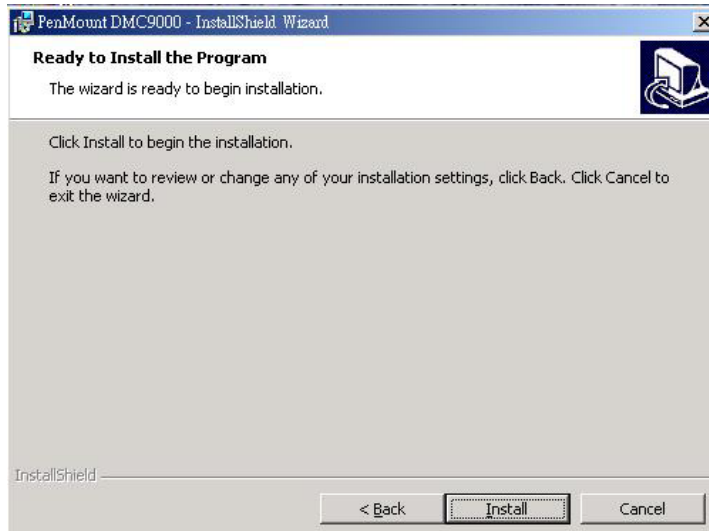 PenMount DMC9000 - InstallShield Wizard
Ready to Install the Program
The wizard is ready to begin installation.
Click Install to begin the installation.
If you want to review or change any of your installation settings, click Back. Click Cancel to
exit the wizard.
InstallShield
< Back Install Cancel